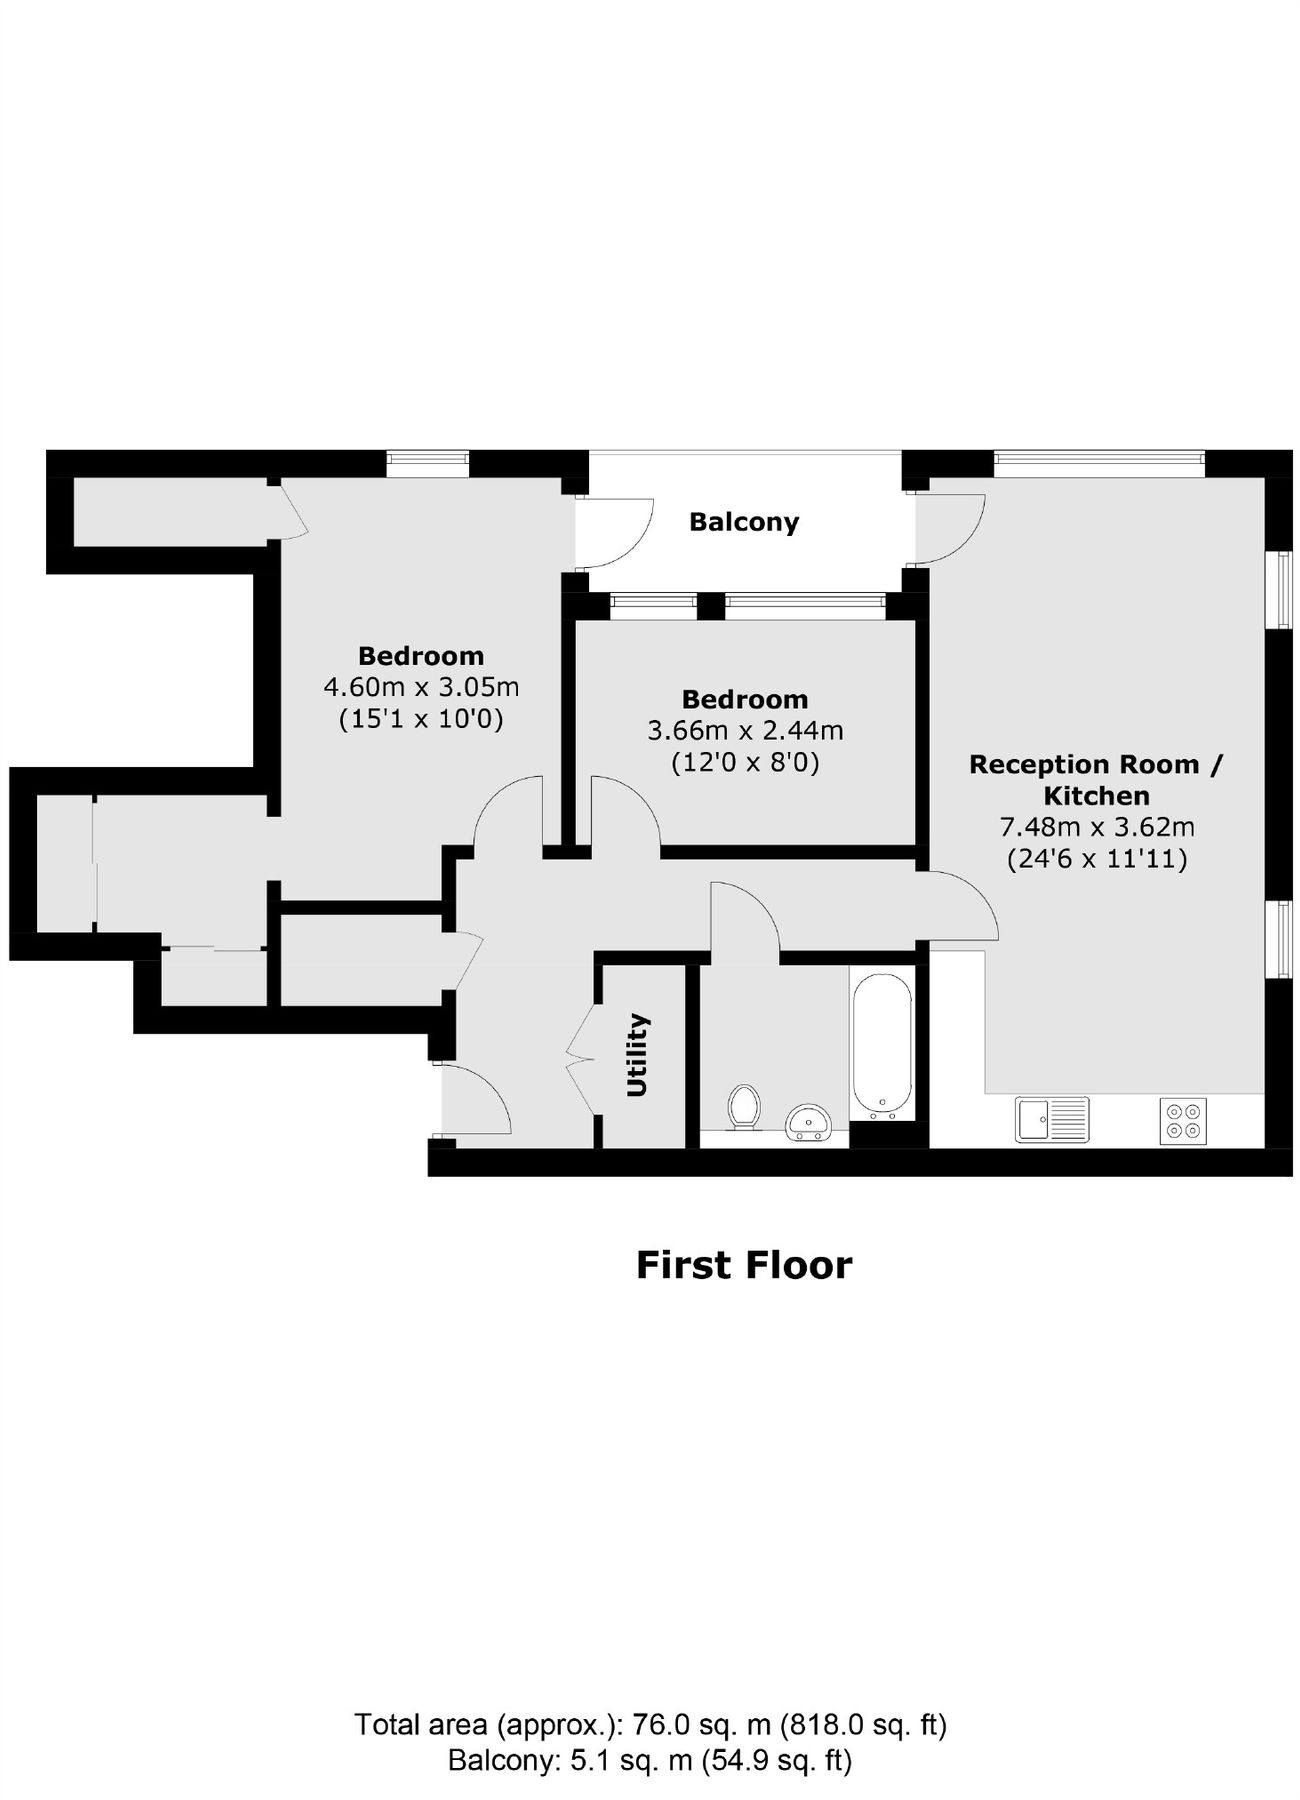 Balcony
Bedroom
4.60m x 3.05m
(15'1 x 10'0)
Bedroom
3.66m x 2.44m
(12'0 x 8'0)
Reception Room /
Kitchen
7.48m x 3.62m
(24'6 x 11'11)
Utility
First Floor
Total area (approx.): 76.0 sq. m (818.0 sq. ft)
Balcony: 5.1 sq. m (54.9 sq. ft)